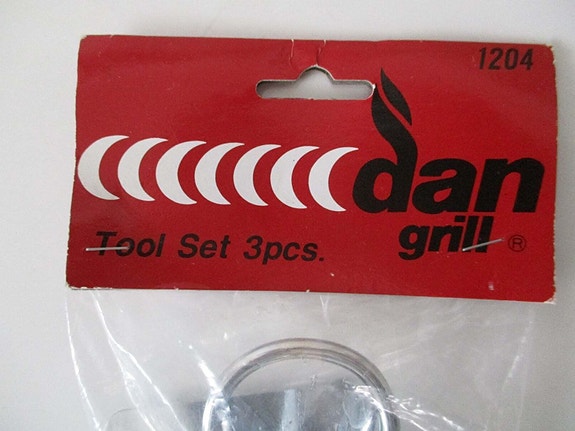 1204
dan
grill ®
Tool Set 3pcs.